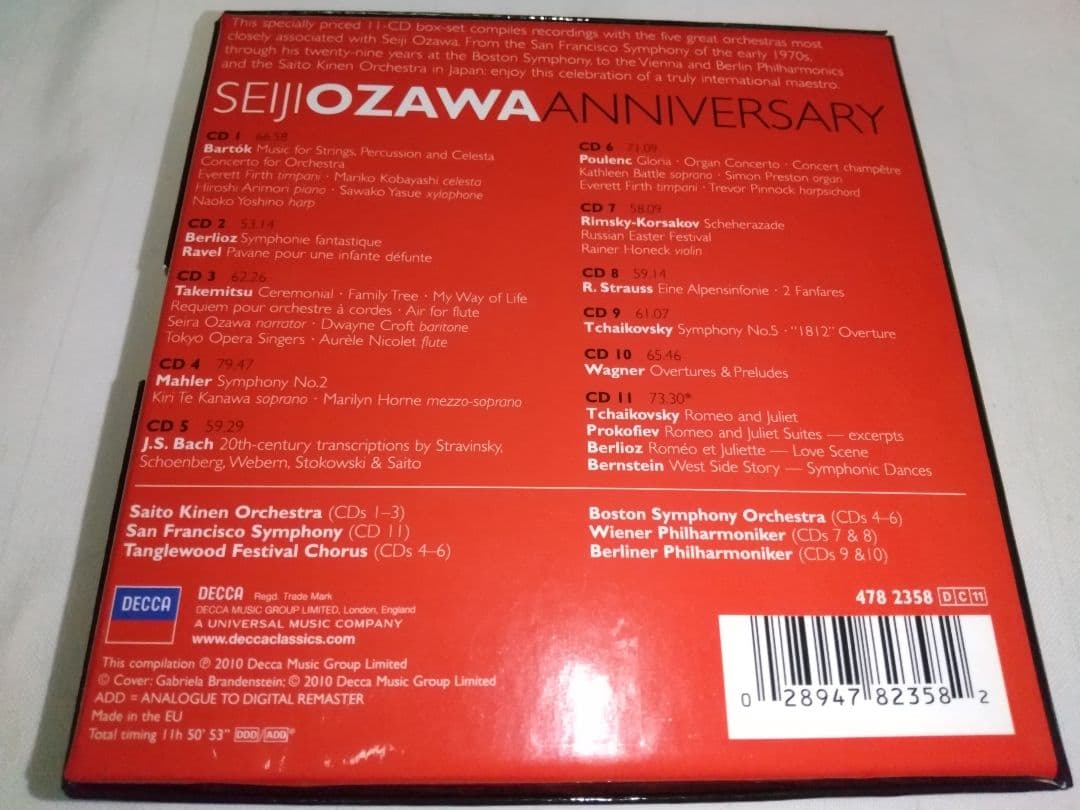 This specially priced 11-CD box-set compiles recordings with the five great orchestras most
closely associated with Seiji Ozawa. From the San Francisco Symphony of the early 1970s,
through his twenty-nine years at the Boston Symphony, to the Vienna and Berlin Philharmonics
and the Saito Kinen Orchestra in Japan: enjoy this celebration of a truly international maestro.
SEIJIOZAWAANNIVERSARY
CD 1 66.58
Bartók Music for Strings, Percussion and Celesta
Concerto for Orchestra
Everett Firth timpani · Mariko Kobayashi celesta
Hiroshi Arimori piano · Sawako Yasue xylophone
Naoko Yoshino harp
CD 2 53.14
Berlioz Symphonie fantastique
Ravel Pavane pour une infante défunte
CD 3 62.26
Takemitsu Ceremonial · Family Tree · My Way of Life
Requiem pour orchestre à cordes · Air for flute
Seira Ozawa narrator · Dwayne Croft baritone
Tokyo Opera Singers · Aurèle Nicolet flute
CD 4 79.47
Mahler Symphony No.2
Kiri Te Kanawa soprano · Marilyn Horne mezzo-soprano
CD 5 59.29
J.S. Bach 20th-century transcriptions by Stravinsky,
Schoenberg, Webern, Stokowski & Saito
CD 6 71.09
Poulenc Gloria · Organ Concerto · Concert champêtre
Kathleen Battle soprano · Simon Preston organ
Everett Firth timpani · Trevor Pinnock harpsichord
CD 7 58.09
Rimsky-Korsakov Scheherazade
Russian Easter Festival
Rainer Honeck violin
CD 8 59.14
R. Strauss Eine Alpensinfonie · 2 Fanfares
CD 9 61.07
Tchaikovsky Symphony No.5 · "1812" Overture
CD 10 65.46
Wagner Overtures & Preludes
CD 11 73.30*
Tchaikovsky Romeo and Juliet
Prokofiev Romeo and Juliet Suites — excerpts
Berlioz Roméo et Juliette — Love Scene
Bernstein West Side Story — Symphonic Dances
Saito Kinen Orchestra (CDs 1–3)
San Francisco Symphony (CD 11)
Tanglewood Festival Chorus (CDs 4–6)
Boston Symphony Orchestra (CDs 4–6)
Wiener Philharmoniker (CDs 7 & 8)
Berliner Philharmoniker (CDs 9 &10)
DECCA
DECCA Regd. Trade Mark
DECCA MUSIC GROUP LIMITED, London, England
A UNIVERSAL MUSIC COMPANY
www.deccaclassics.com
478 2358 D C 11
This compilation ℗ 2010 Decca Music Group Limited
© Cover: Gabriela Brandenstein; © 2010 Decca Music Group Limited
ADD = ANALOGUE TO DIGITAL REMASTER
Made in the EU
Total timing 11h 50' 53" DDD/ADD*
0 28947 82358 2